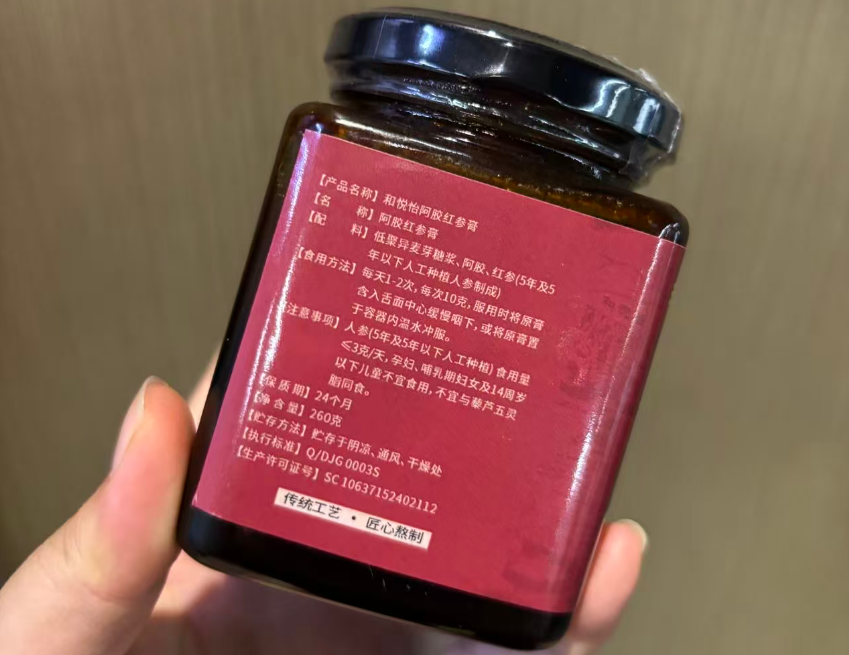 【产品名称】和悦怡阿胶红参膏
【名 称】阿胶红参膏
【配 料】低聚异麦芽糖浆、阿胶、红参(5年及5
年以下人工种植人参制成)
【食用方法】每天1-2次,每次10克,服用时将原膏
含入舌面中心缓慢咽下,或将原膏置
于容器内温水冲服。
【注意事项】人参(5年及5年以下人工种植)食用量
≤3克/天,孕妇、哺乳期妇女及14周岁
以下儿童不宜食用,不宜与藜芦五灵
脂同食。
【保质期】24个月
【净含量】260克
【贮存方法】贮存于阴凉、通风、干燥处
【执行标准】Q/DJG 0003S
【生产许可证号】SC 10637152402112
传统工艺 · 匠心熬制